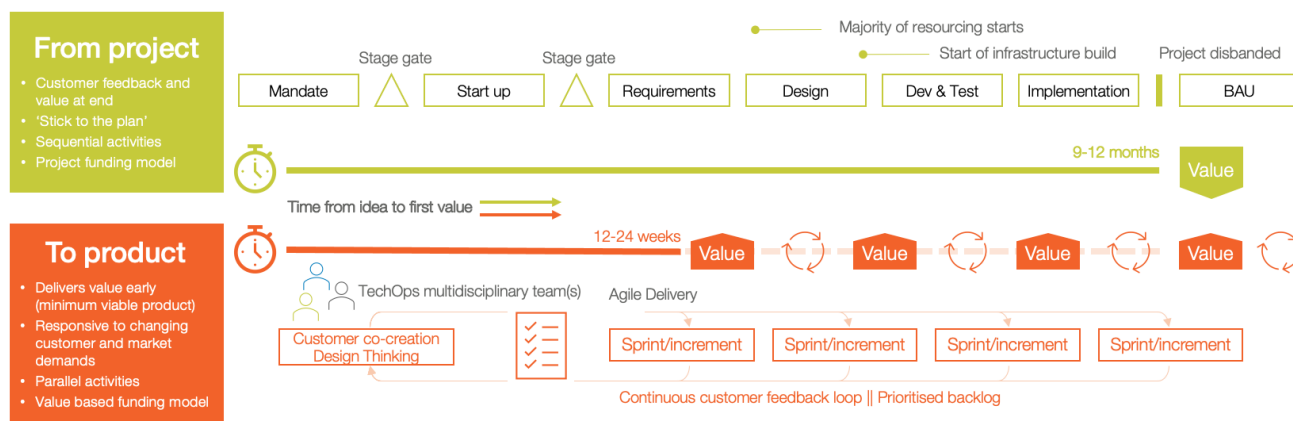 From project
• Customer feedback and
value at end
• ‘Stick to the plan’
• Sequential activities
• Project funding model
Majority of resourcing starts
Start of infrastructure build
Project disbanded
Stage gate
Stage gate
Mandate
Start up
Requirements
Design
Dev & Test
Implementation
BAU
9-12 months
Value
Time from idea to first value
To product
• Delivers value early
(minimum viable product)
• Responsive to changing
customer and market
demands
• Parallel activities
• Value based funding model
12-24 weeks
Value
Value
Value
Value
TechOps multidisciplinary team(s)
Agile Delivery
Customer co-creation
Design Thinking
Sprint/increment
Sprint/increment
Sprint/increment
Sprint/increment
Continuous customer feedback loop || Prioritised backlog